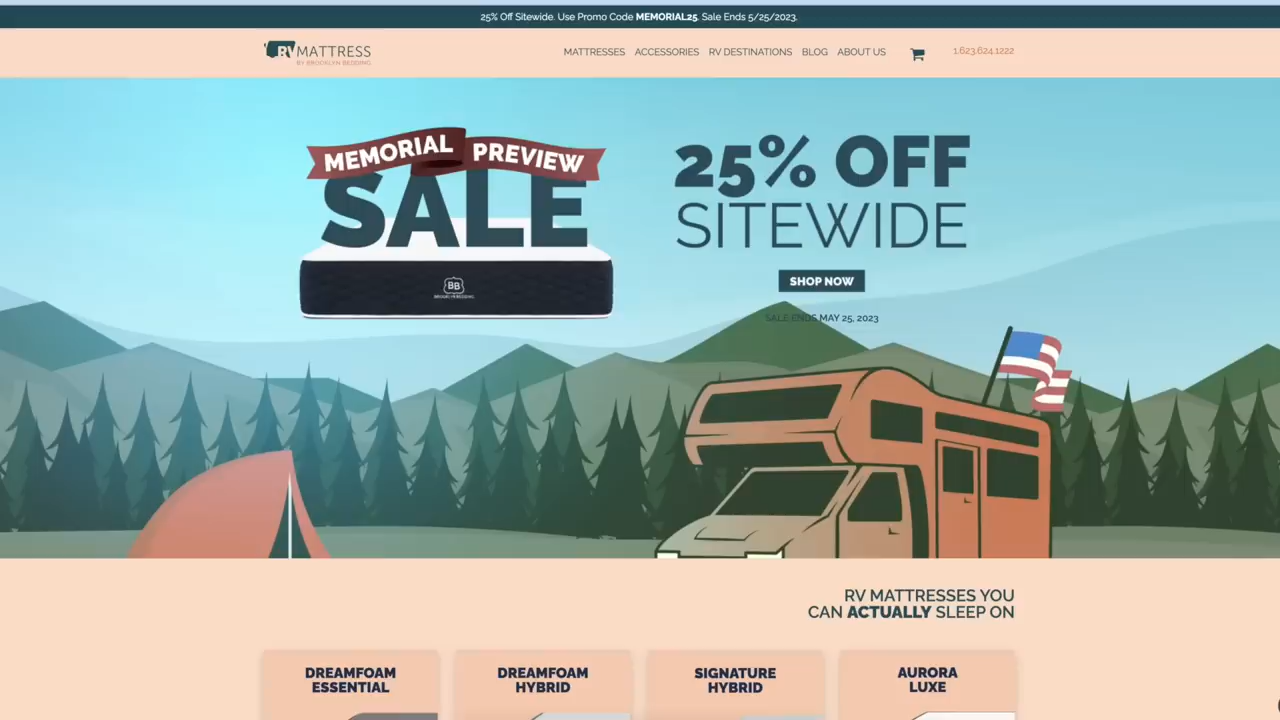 25% Off Sitewide. Use Promo Code MEMORIAL25. Sale Ends 5/25/2023.
RVMATTRESS
BY BROOKLYN BEDDING
MATTRESSES ACCESSORIES RV DESTINATIONS BLOG ABOUT US 1.623.624.1222
MEMORIAL PREVIEW
SALE
BB
BROOKLYN BEDDING
25% OFF
SITEWIDE
SHOP NOW
SALE ENDS MAY 25, 2023
RV MATTRESSES YOU
CAN ACTUALLY SLEEP ON
DREAMFOAM
ESSENTIAL
DREAMFOAM
HYBRID
SIGNATURE
HYBRID
AURORA
LUXE